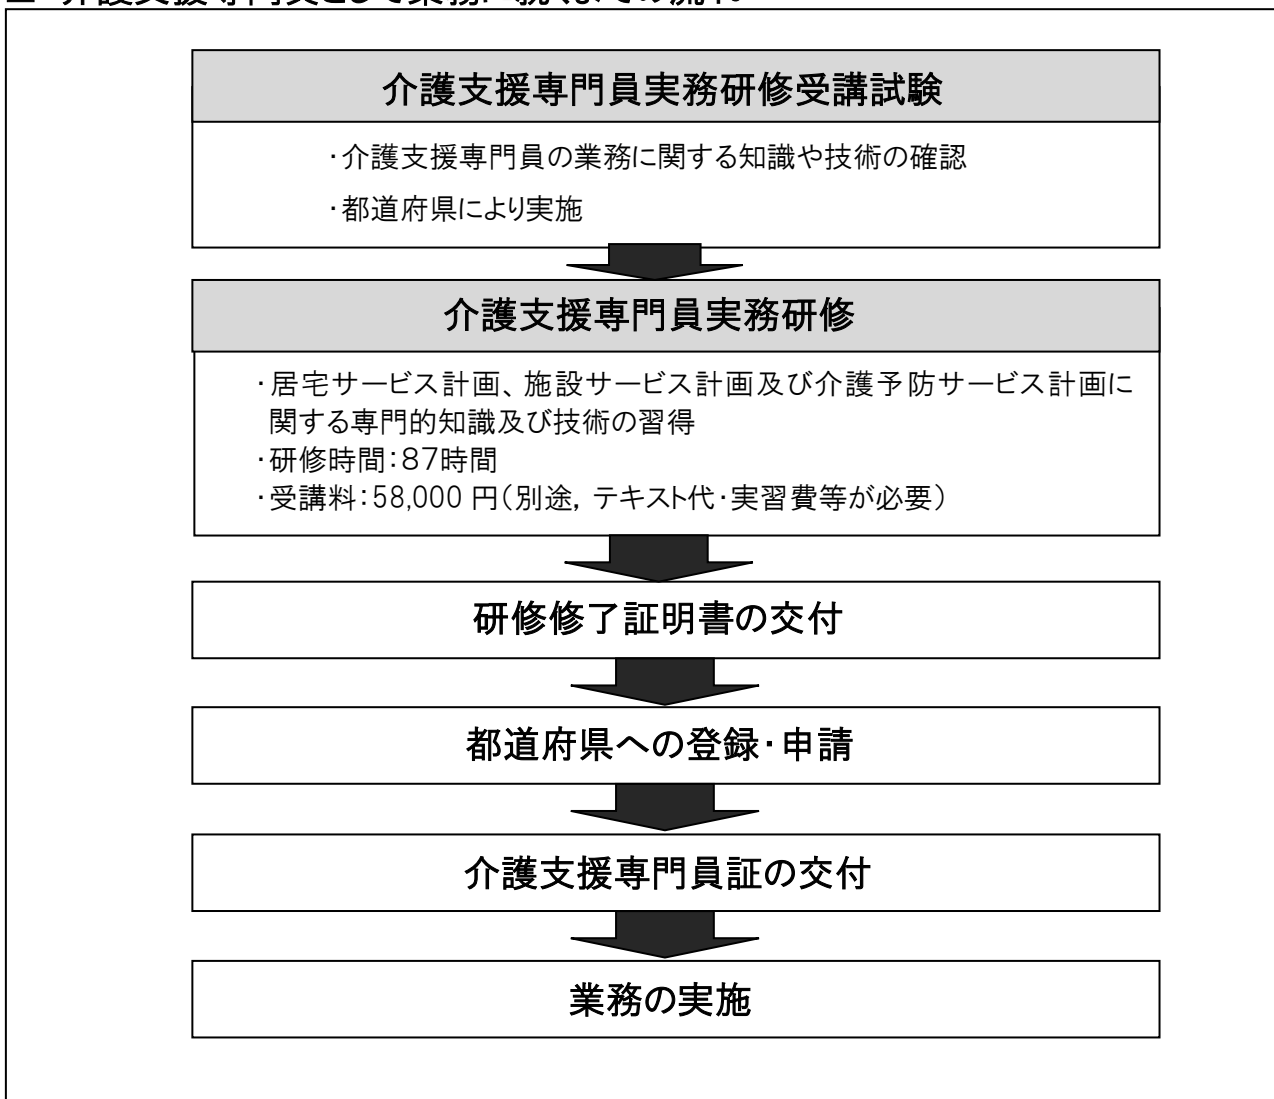 介護支援専門員実務研修受講試験
・介護支援専門員の業務に関する知識や技術の確認
・都道府県により実施
介護支援専門員実務研修
・居宅サービス計画、施設サービス計画及び介護予防サービス計画に
関する専門的知識及び技術の習得
・研修時間：87時間
・受講料：58,000 円（別途，テキスト代・実習費等が必要）
研修修了証明書の交付
都道府県への登録・申請
介護支援専門員証の交付
業務の実施